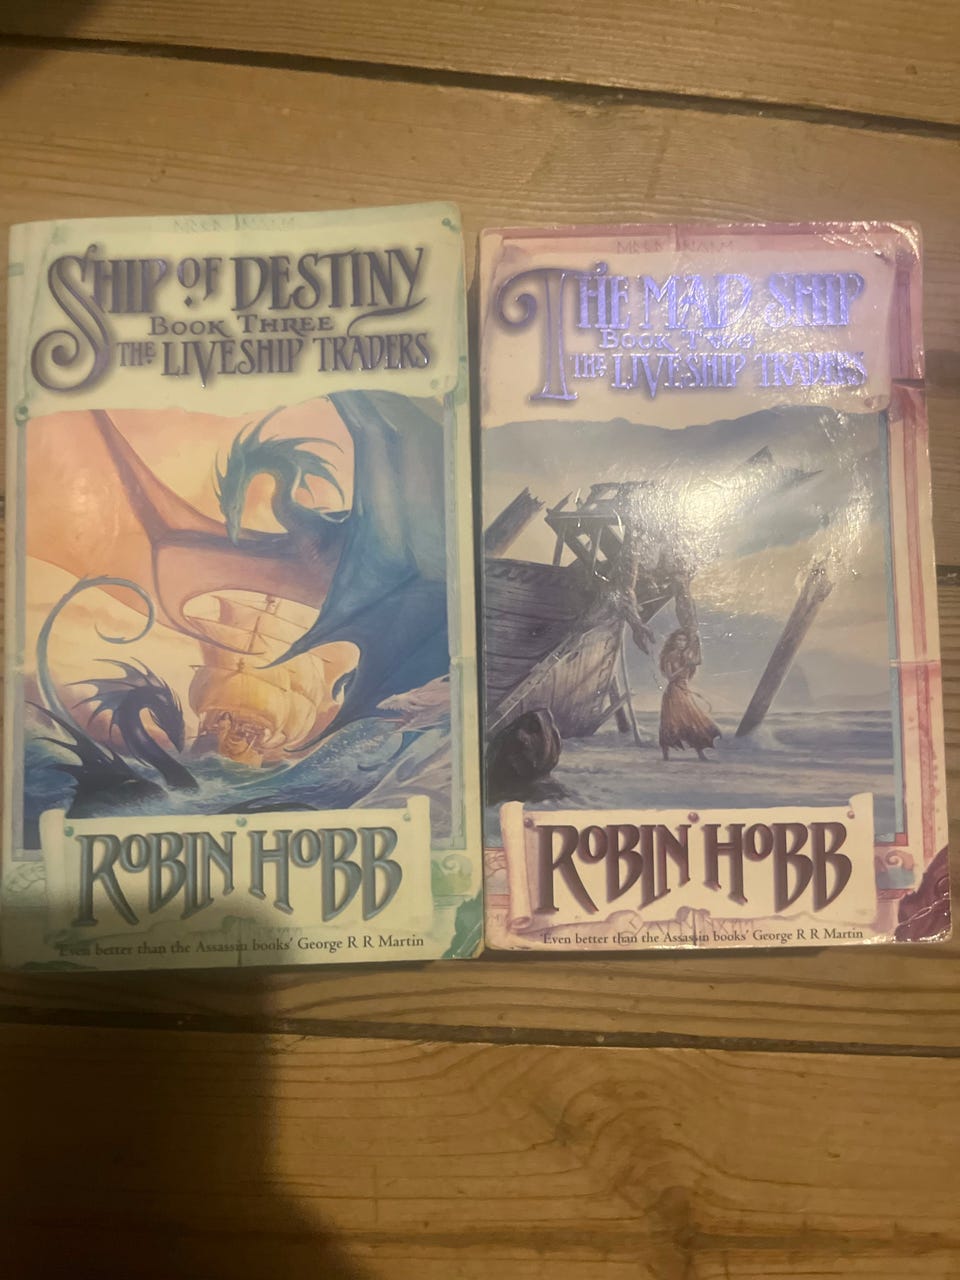 SHIP OF DESTINY
BOOK THREE
THE LIVESHIP TRADERS
ROBIN HOBB
'Even better than the Assassin books' George R R Martin
THE MAD SHIP
BOOK TWO
THE LIVESHIP TRADERS
ROBIN HOBB
'Even better than the Assassin books' George R R Martin